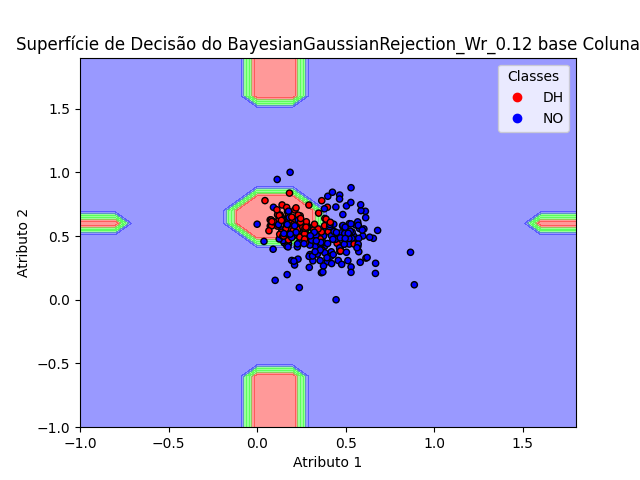 Superfície de Decisão do BayesianGaussianRejection_Wr_0.12 base Coluna
Classes
DH
NO
1.5
1.0
0.5
0.0
−0.5
−1.0
Atributo 2
−1.0 −0.5 0.0 0.5 1.0 1.5
Atributo 1